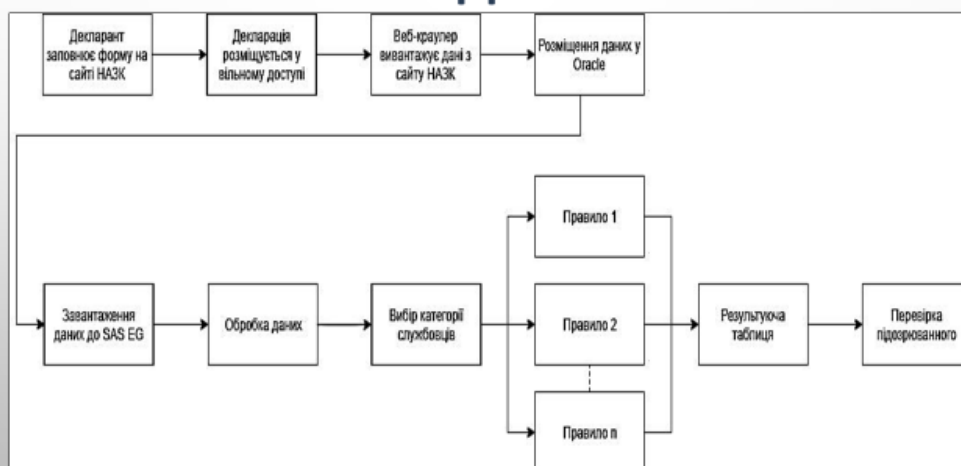 Декларант
заповнює форму на
сайті НАЗК
Декларація
розміщується у
вільному доступі
Веб-краулер
вивантажує дані з
сайту НАЗК
Розміщення даних у
Oracle
Завантаження
даних до SAS EG
Обробка даних
Вибір категорії
службовців
Правило 1
Правило 2
Правило n
Результуюча
таблиця
Перевірка
підозрюванного